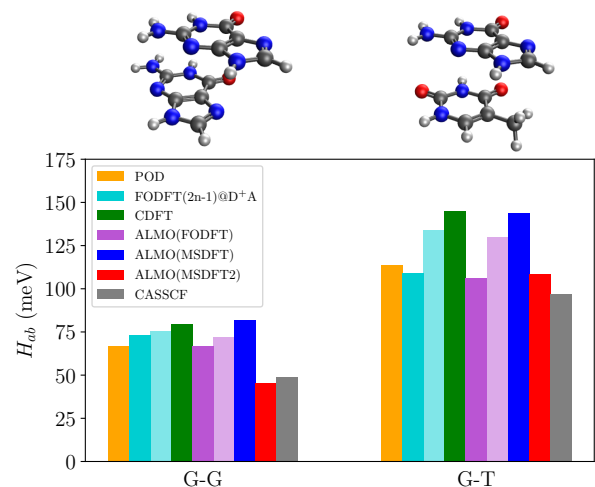 175
150
125
100
75
50
25
0
H_ab (meV)
POD
FODFT(2n-1)@D⁺A
CDFT
ALMO(FODFT)
ALMO(MSDFT)
ALMO(MSDFT2)
CASSCF
G-G
G-T